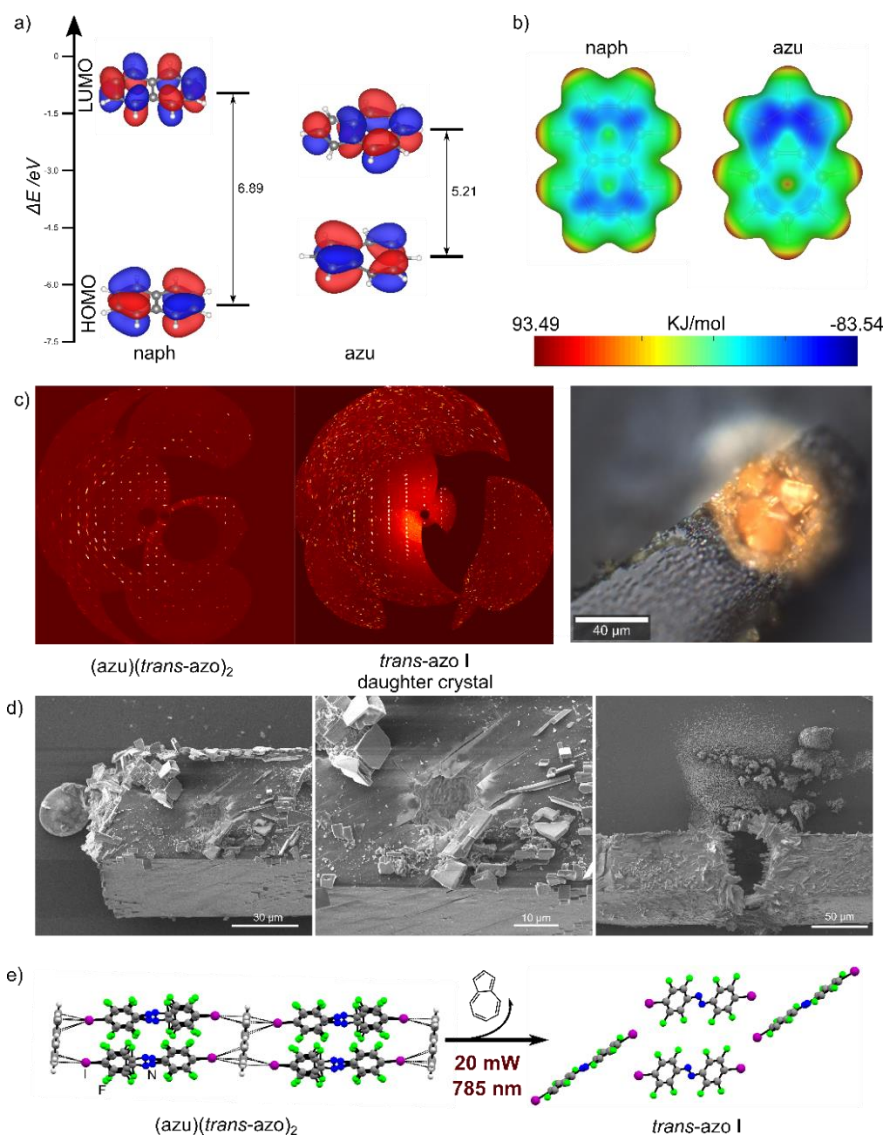 a)
ΔE /eV
LUMO
HOMO
0
-1.5
-3.0
-4.5
-6.0
-7.5
6.89
5.21
naph
azu
b)
naph
azu
93.49
KJ/mol
-83.54
c)
40 µm
(azu)(trans-azo)2
trans-azo I
daughter crystal
d)
30 µm
10 µm
50 µm
e)
I
F
N
20 mW
785 nm
(azu)(trans-azo)2
trans-azo I